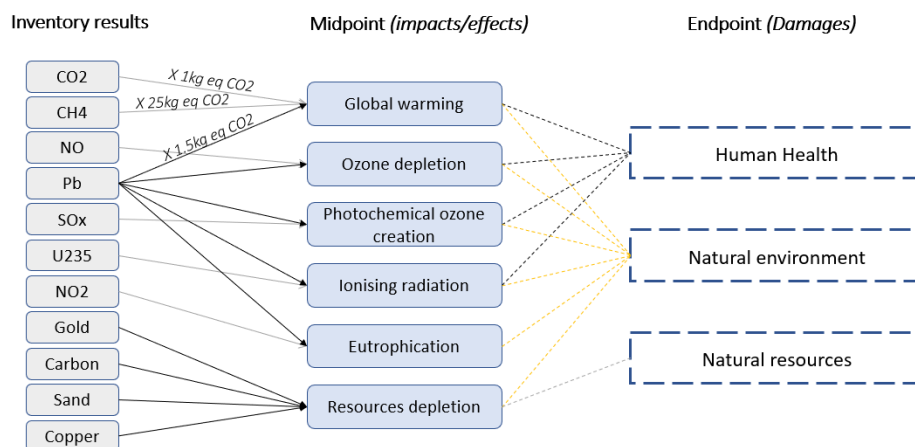 Inventory results
Midpoint (impacts/effects)
Endpoint (Damages)
CO2
CH4
NO
Pb
SOx
U235
NO2
Gold
Carbon
Sand
Copper
X 1kg eq CO2
X 25kg eq CO2
X 1.5kg eq CO2
Global warming
Ozone depletion
Photochemical ozone
creation
Ionising radiation
Eutrophication
Resources depletion
Human Health
Natural environment
Natural resources